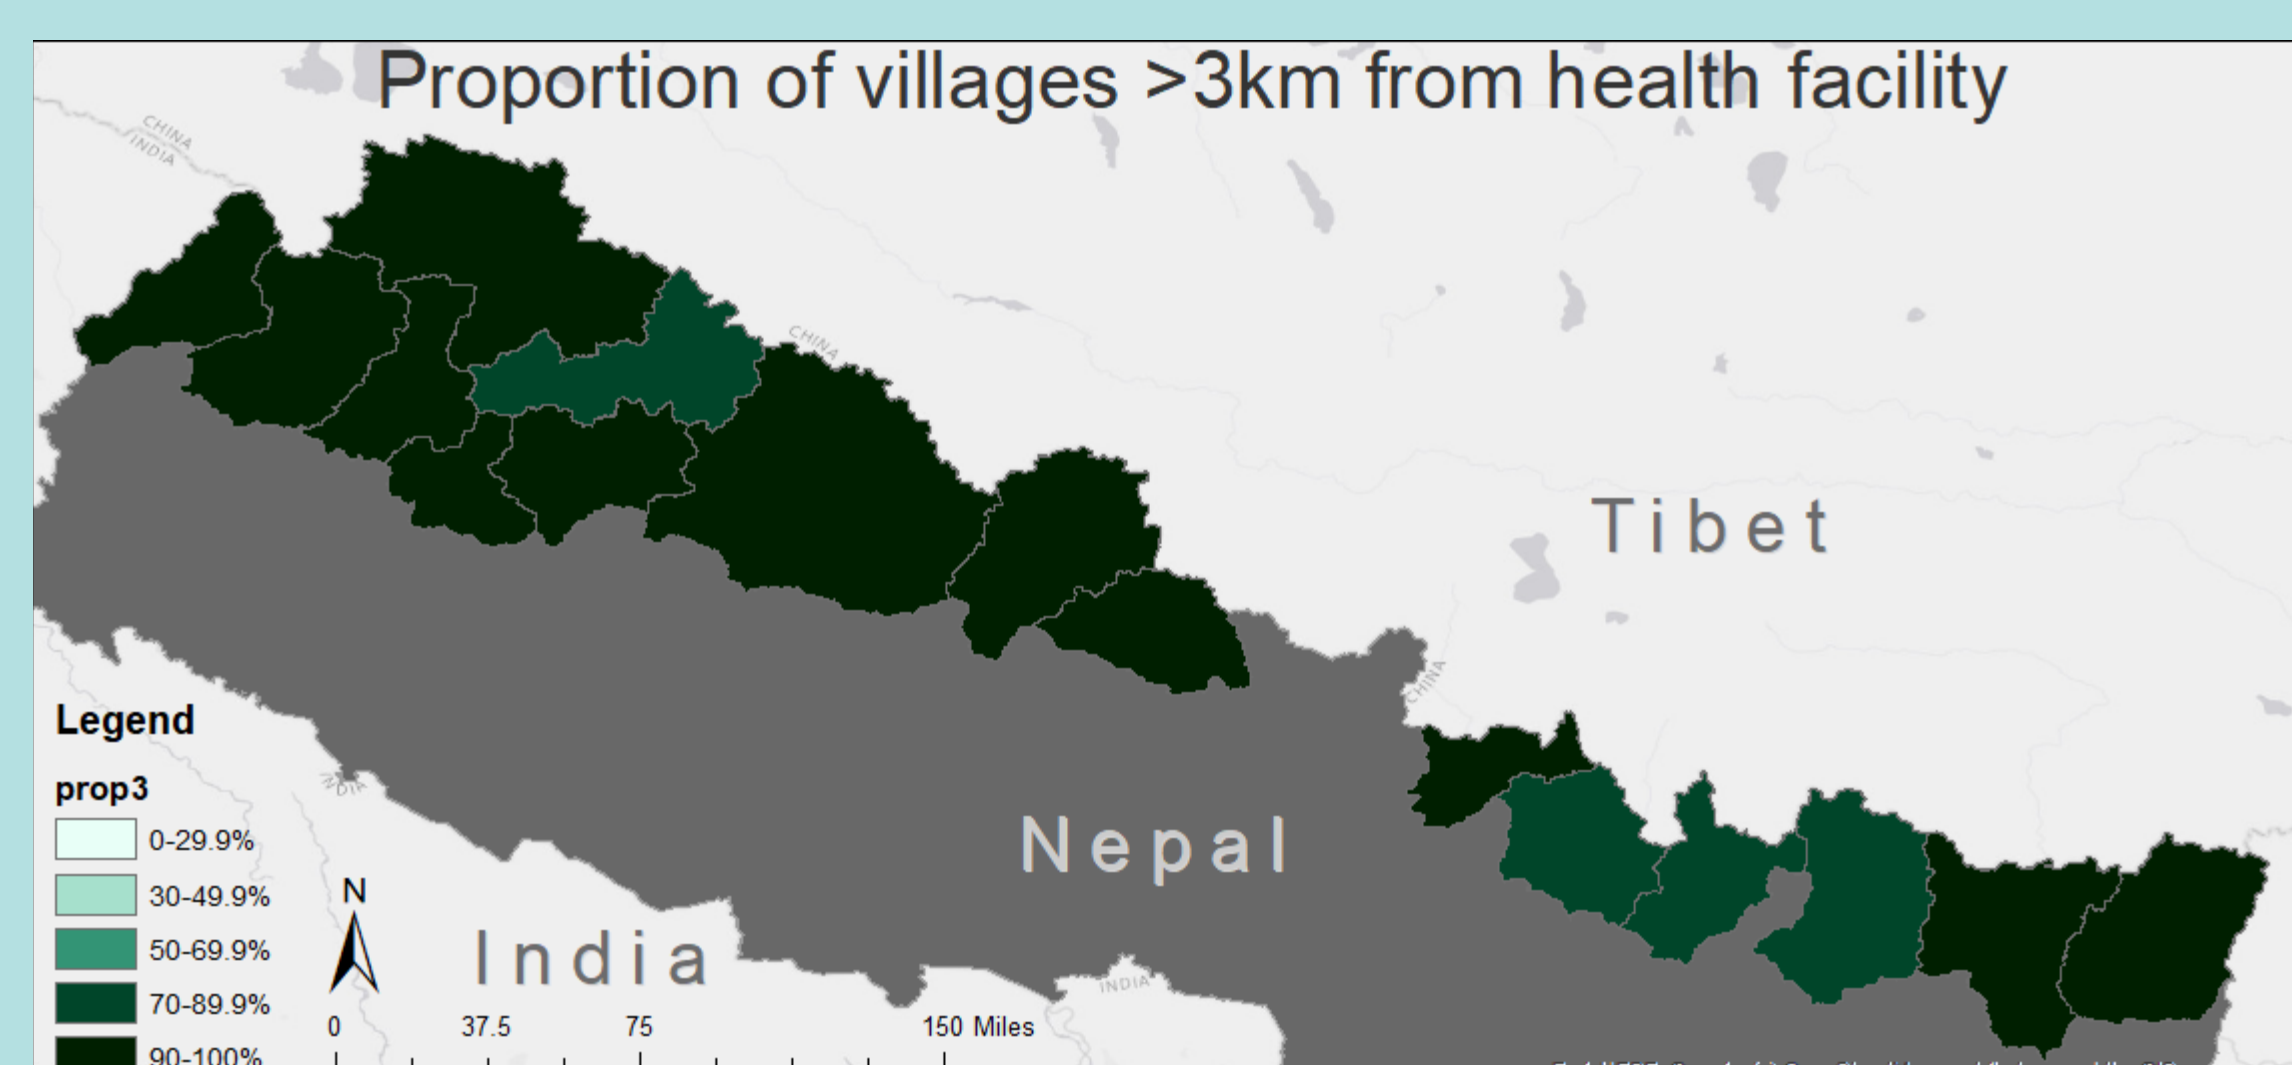 Proportion of villages >3km from health facility
CHINA
INDIA
CHINA
Tibet
CHINA
Nepal
India
INDIA
INDIA
Legend
prop3
0-29.9%
30-49.9%
50-69.9%
70-89.9%
90-100%
N
0 37.5 75 150 Miles